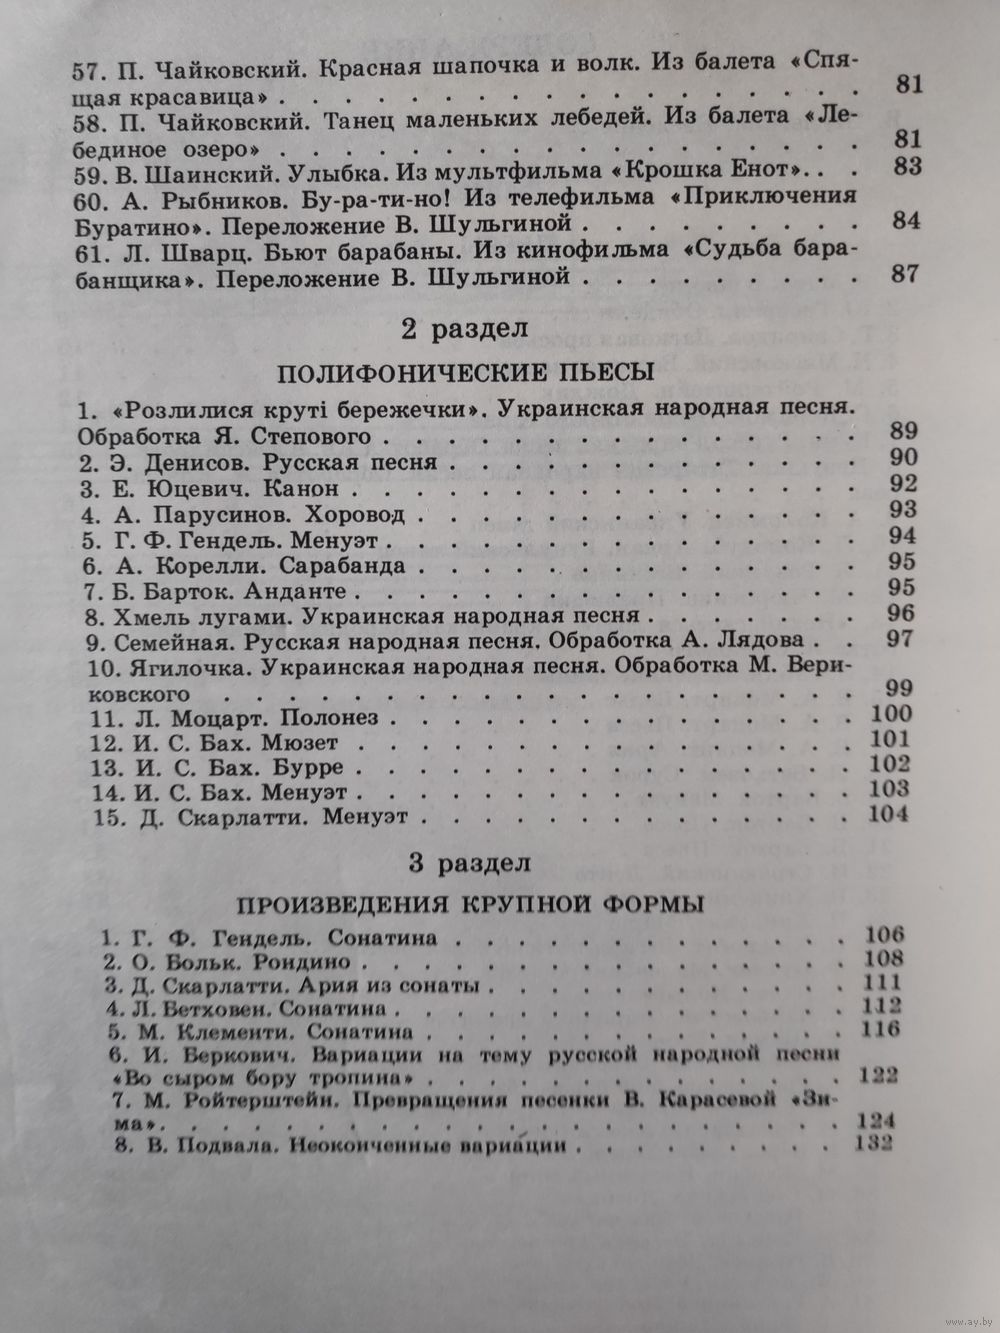 57. П. Чайковский. Красная шапочка и волк. Из балета «Спя-
щая красавица» . . . . . . . . . . . . . . . . . . 81
58. П. Чайковский. Танец маленьких лебедей. Из балета «Ле-
бединое озеро» . . . . . . . . . . . . . . . . . . 81
59. В. Шаинский. Улыбка. Из мультфильма «Крошка Енот». . . 83
60. А. Рыбников. Бу-ра-ти-но! Из телефильма «Приключения
Буратино». Переложение В. Шульгиной . . . . . . . . . 84
61. Л. Шварц. Бьют барабаны. Из кинофильма «Судьба бара-
банщика». Переложение В. Шульгиной . . . . . . . . . 87
2 раздел
ПОЛИФОНИЧЕСКИЕ ПЬЕСЫ
1. «Розлилися круті бережечки». Украинская народная песня.
Обработка Я. Степового . . . . . . . . . . . . . . . 89
2. Э. Денисов. Русская песня . . . . . . . . . . . . . 90
3. Е. Юцевич. Канон . . . . . . . . . . . . . . . . 92
4. А. Парусинов. Хоровод . . . . . . . . . . . . . . 93
5. Г. Ф. Гендель. Менуэт . . . . . . . . . . . . . . . 94
6. А. Корелли. Сарабанда . . . . . . . . . . . . . . 95
7. Б. Барток. Анданте . . . . . . . . . . . . . . . . 95
8. Хмель лугами. Украинская народная песня . . . . . . . 96
9. Семейная. Русская народная песня. Обработка А. Лядова . . 97
10. Ягилочка. Украинская народная песня. Обработка М. Вери-
ковского . . . . . . . . . . . . . . . . . . . . 99
11. Л. Моцарт. Полонез . . . . . . . . . . . . . . . 100
12. И. С. Бах. Мюзет . . . . . . . . . . . . . . . . 101
13. И. С. Бах. Бурре . . . . . . . . . . . . . . . . 102
14. И. С. Бах. Менуэт . . . . . . . . . . . . . . . . 103
15. Д. Скарлатти. Менуэт . . . . . . . . . . . . . . 104
3 раздел
ПРОИЗВЕДЕНИЯ КРУПНОЙ ФОРМЫ
1. Г. Ф. Гендель. Сонатина . . . . . . . . . . . . . 106
2. О. Вольк. Рондино . . . . . . . . . . . . . . . . 108
3. Д. Скарлатти. Ария из сонаты . . . . . . . . . . . . 111
4. Л. Бетховен. Сонатина . . . . . . . . . . . . . . . 112
5. М. Клементи. Сонатина . . . . . . . . . . . . . . 116
6. И. Беркович. Вариации на тему русской народной песни
«Во сыром бору тропина» . . . . . . . . . . . . . . 122
7. М. Ройтерштейн. Превращения песенки В. Карасевой «Зи-
ма». . . . . . . . . . . . . . . . . . . . . . . 124
8. В. Подвала. Неоконченные вариации . . . . . . . . . 132
www.ay.by